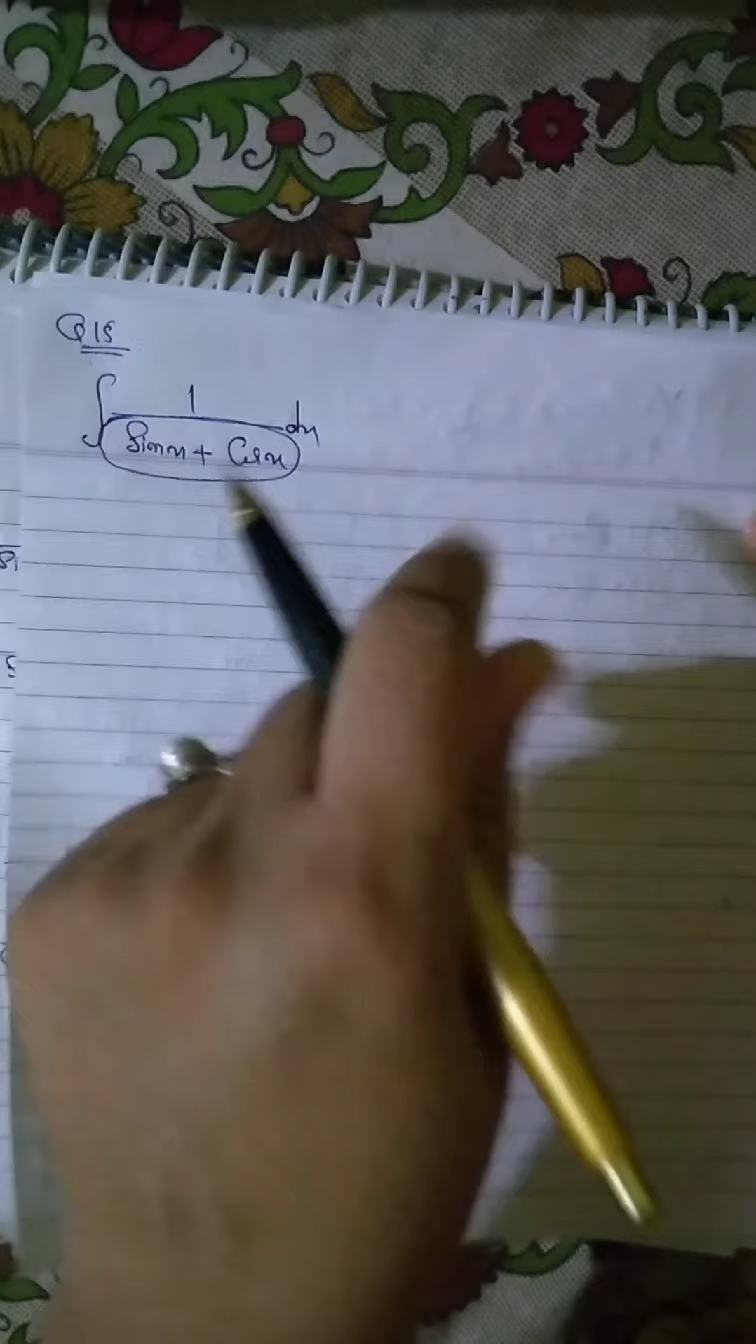 Q15
∫ 1 / (Sinx + Cosx) dx